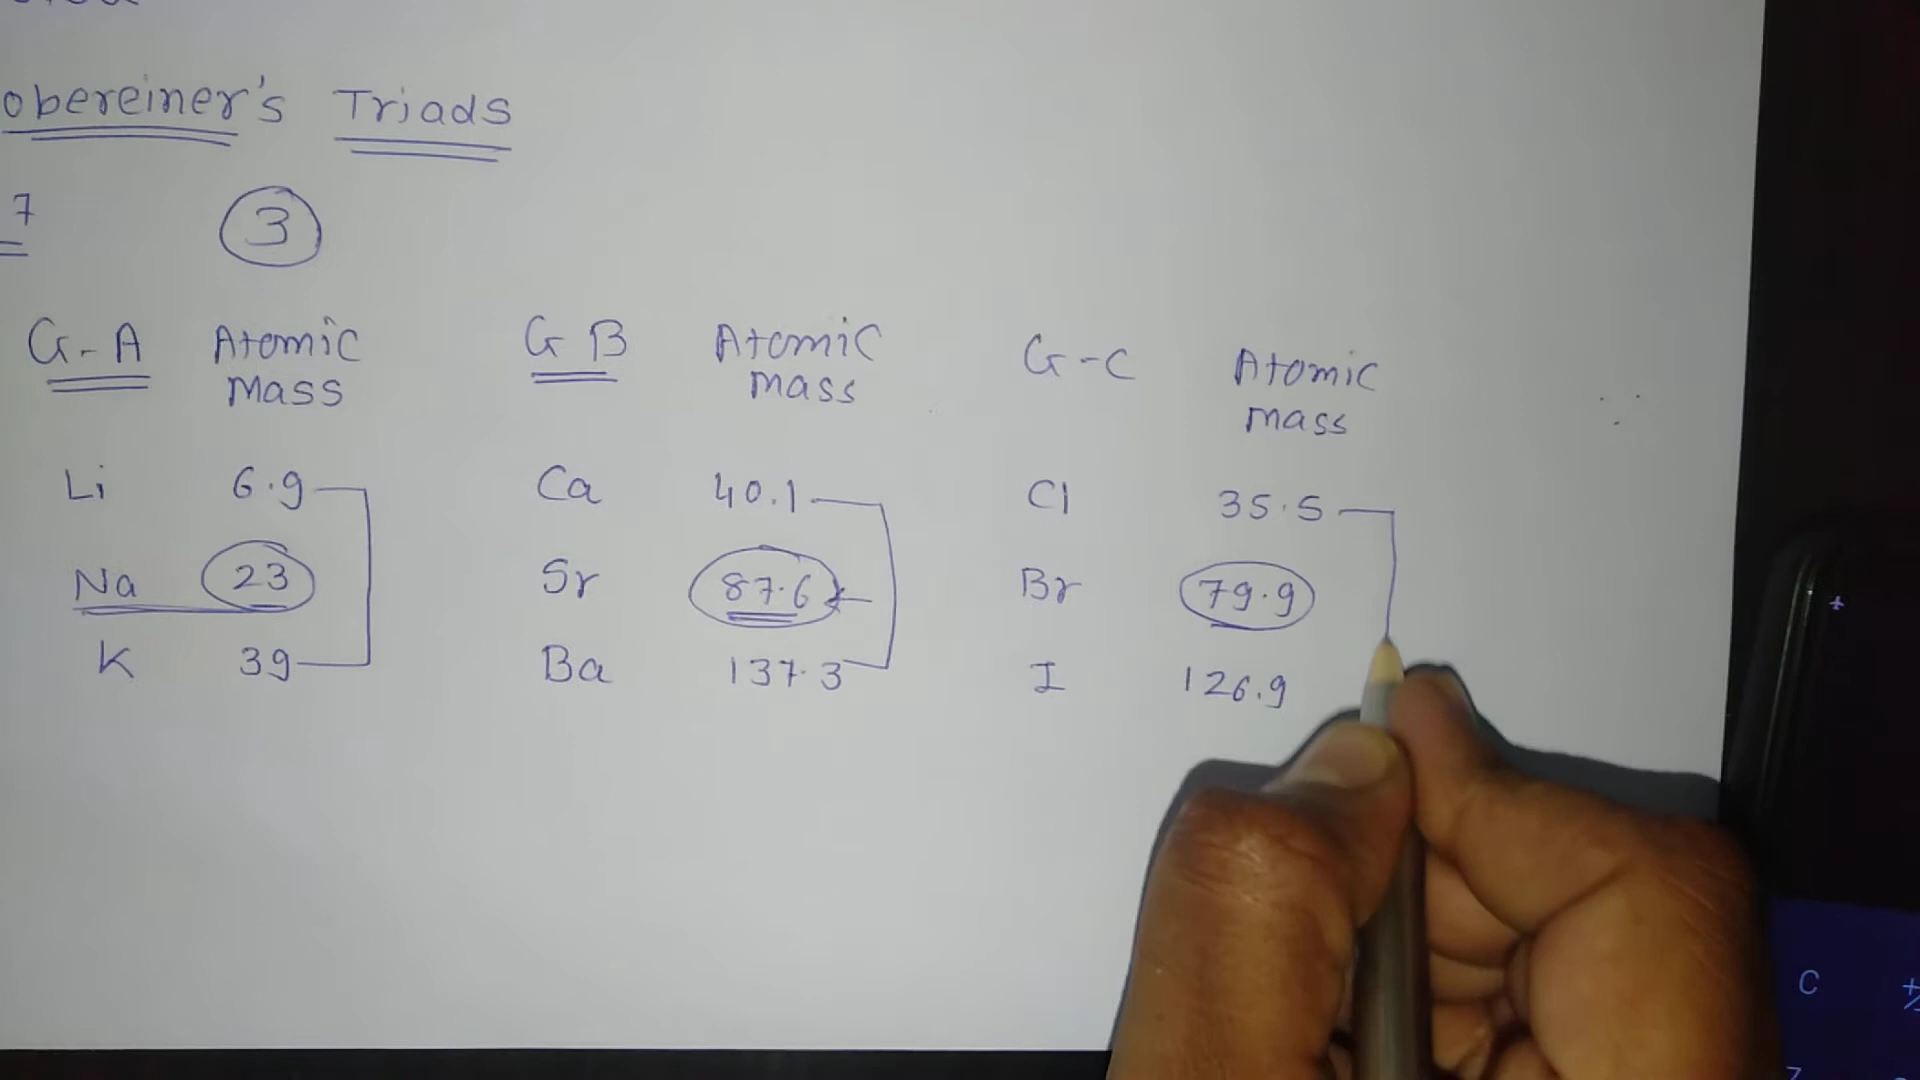 obereiner's Triads
7 3
G-A Atomic mass G B Atomic mass G-C Atomic mass
Li 6.9 Ca 40.1 Cl 35.5
Na 23 Sr 87.6 Br 79.9
K 39 Ba 137.3 I 126.9
C